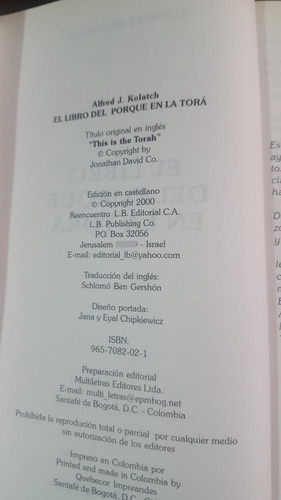 Alfred J. Kolatch
EL LIBRO DEL PORQUE EN LA TORÁ
Título original en inglés
"This is the Torah"
© Copyright by
Jonathan David Co.
Edición en castellano
© Copyright 2000
Reencuentro L.B. Editorial C.A.
L.B. Publishing Co.
P.O. Box 32056
Jerusalem - Israel
E-mail: editorial_lb@yahoo.com
Traducción del inglés:
Schlomó Ben Gershón
Diseño portada:
Jana y Eyal Chipkiewicz
ISBN:
965-7082-02-1
Preparación editorial
Multiletras Editores Ltda.
E-mail: multi_letras@epmbog.net
Santafé de Bogotá, D.C. - Colombia
Prohibida la reprodución total o parcial por cualquier medio
sin autorización de los editores
Impreso en Colombia por
Printed and made in Colombia by
Quebecor Impreandes
Santafé de Bogotá, D.C.